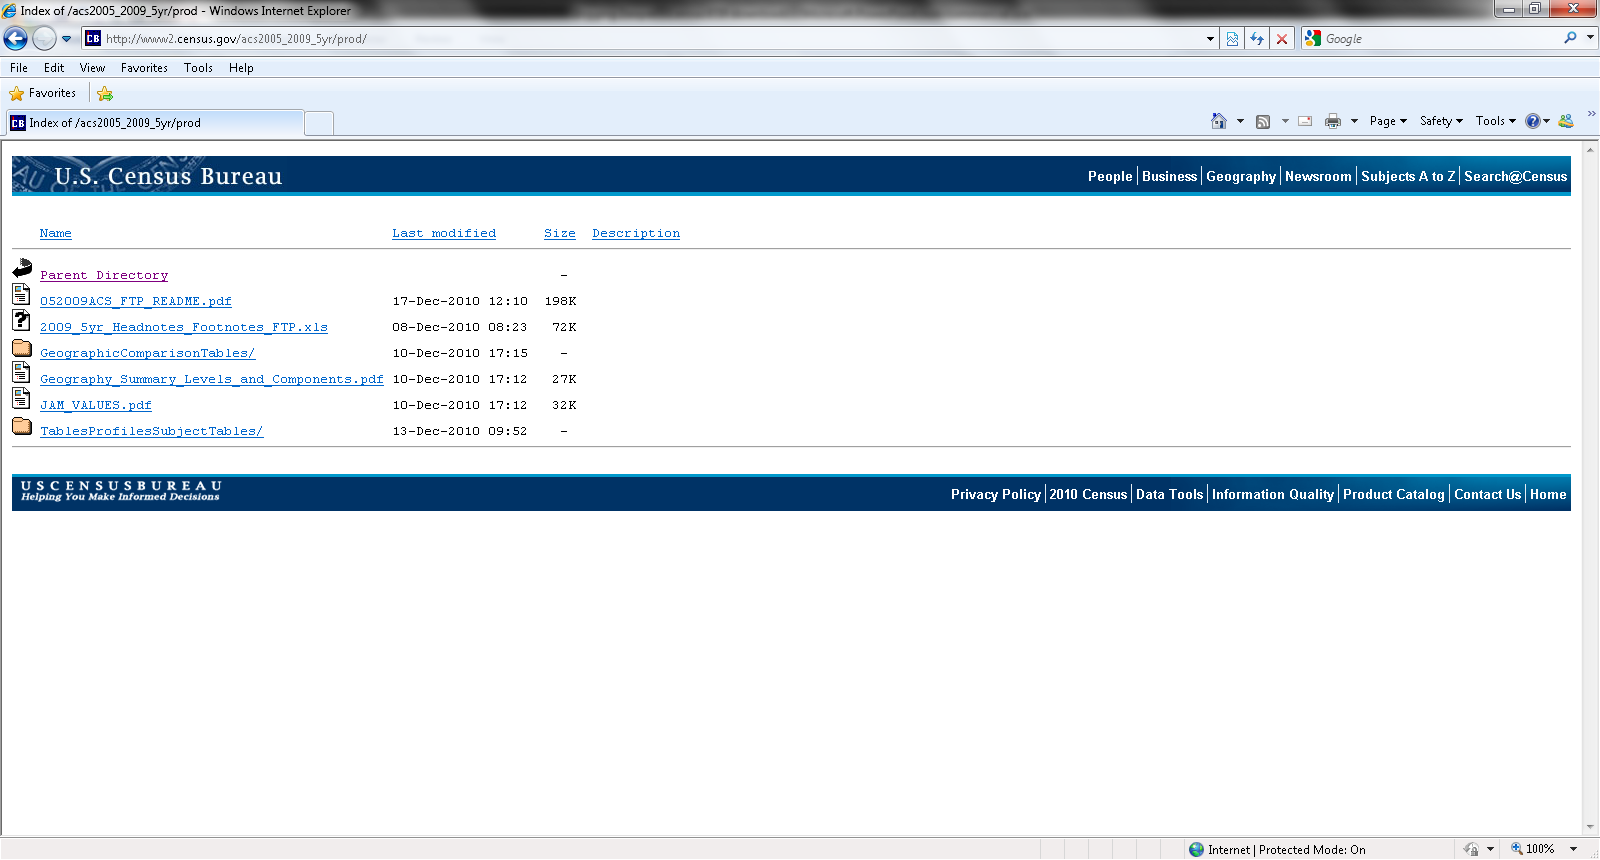 Index of /acs2005_2009_5yr/prod - Windows Internet Explorer
CB http://www2.census.gov/acs2005_2009_5yr/prod/ Google
File Edit View Favorites Tools Help
Favorites
CB Index of /acs2005_2009_5yr/prod Page Safety Tools
U.S. Census Bureau People Business Geography Newsroom Subjects A to Z Search@Census
Name Last modified Size Description
Parent Directory -
052009ACS_FTP_README.pdf 17-Dec-2010 12:10 198K
2009_5yr_Headnotes_Footnotes_FTP.xls 08-Dec-2010 08:23 72K
GeographicComparisonTables/ 10-Dec-2010 17:15 -
Geography_Summary_Levels_and_Components.pdf 10-Dec-2010 17:12 27K
JAM_VALUES.pdf 10-Dec-2010 17:12 32K
TablesProfilesSubjectTables/ 13-Dec-2010 09:52 -
USCENSUSBUREAU
Helping You Make Informed Decisions
Privacy Policy 2010 Census Data Tools Information Quality Product Catalog Contact Us Home
Internet | Protected Mode: On 100%